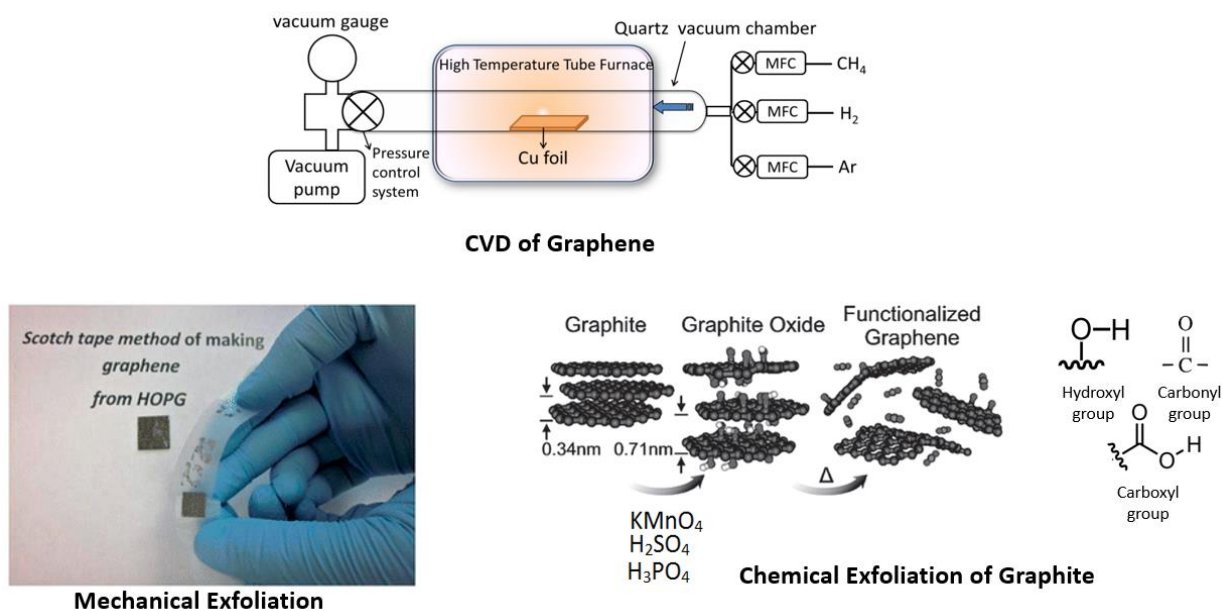 vacuum gauge
Quartz vacuum chamber
High Temperature Tube Furnace
MFC
CH₄
MFC
H₂
MFC
Ar
Cu foil
Vacuum
pump
Pressure
control
system
CVD of Graphene
Scotch tape method of making
graphene
from HOPG
Mechanical Exfoliation
Graphite
Graphite Oxide
Functionalized
Graphene
0.34nm
0.71nm
Δ
KMnO₄
H₂SO₄
H₃PO₄
O-H
Hydroxyl
group
O
-C-
Carbonyl
group
O
O-H
Carboxyl
group
Chemical Exfoliation of Graphite